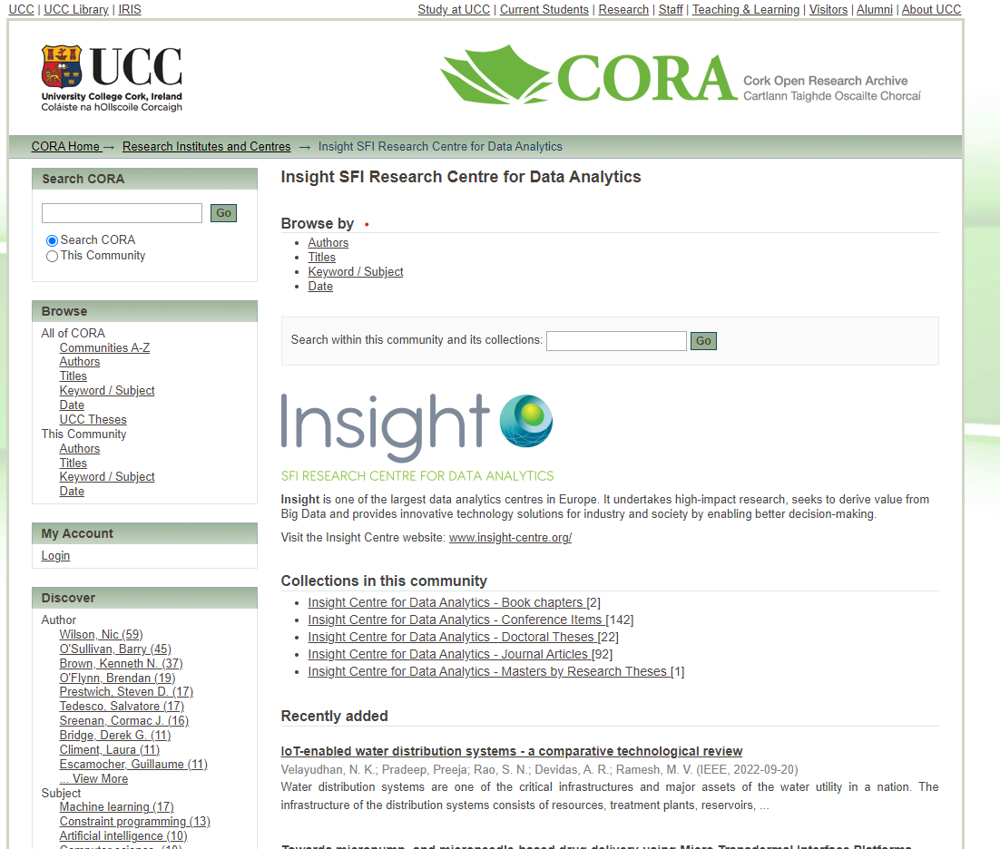 UCC | UCC Library | IRIS
Study at UCC | Current Students | Research | Staff | Teaching & Learning | Visitors | Alumni | About UCC
UCC
University College Cork, Ireland
Coláiste na hOllscoile Corcaigh
CORA
Cork Open Research Archive
Cartlann Taighde Oscailte Chorcaí
CORA Home → Research Institutes and Centres → Insight SFI Research Centre for Data Analytics
Search CORA
Go
Search CORA
This Community
Browse
All of CORA
Communities A-Z
Authors
Titles
Keyword / Subject
Date
UCC Theses
This Community
Authors
Titles
Keyword / Subject
Date
My Account
Login
Discover
Author
Wilson, Nic (59)
O'Sullivan, Barry (45)
Brown, Kenneth N. (37)
O'Flynn, Brendan (19)
Prestwich, Steven D. (17)
Tedesco, Salvatore (17)
Sreenan, Cormac J. (16)
Bridge, Derek G. (11)
Climent, Laura (11)
Escamocher, Guillaume (11)
... View More
Subject
Machine learning (17)
Constraint programming (13)
Artificial intelligence (10)
Computer science (10)
Insight SFI Research Centre for Data Analytics
Browse by
• Authors
• Titles
• Keyword / Subject
• Date
Search within this community and its collections: Go
Insight
SFI RESEARCH CENTRE FOR DATA ANALYTICS
Insight is one of the largest data analytics centres in Europe. It undertakes high-impact research, seeks to derive value from
Big Data and provides innovative technology solutions for industry and society by enabling better decision-making.
Visit the Insight Centre website: www.insight-centre.org/
Collections in this community
• Insight Centre for Data Analytics - Book chapters [2]
• Insight Centre for Data Analytics - Conference Items [142]
• Insight Centre for Data Analytics - Doctoral Theses [22]
• Insight Centre for Data Analytics - Journal Articles [92]
• Insight Centre for Data Analytics - Masters by Research Theses [1]
Recently added
IoT-enabled water distribution systems - a comparative technological review
Velayudhan, N. K.; Pradeep, Preeja; Rao, S. N.; Devidas, A. R.; Ramesh, M. V. (IEEE, 2022-09-20)
Water distribution systems are one of the critical infrastructures and major assets of the water utility in a nation. The
infrastructure of the distribution systems consists of resources, treatment plants, reservoirs, ...
Towards micropump- and microneedle-based drug delivery using Micro Transdermal Interface Platforms